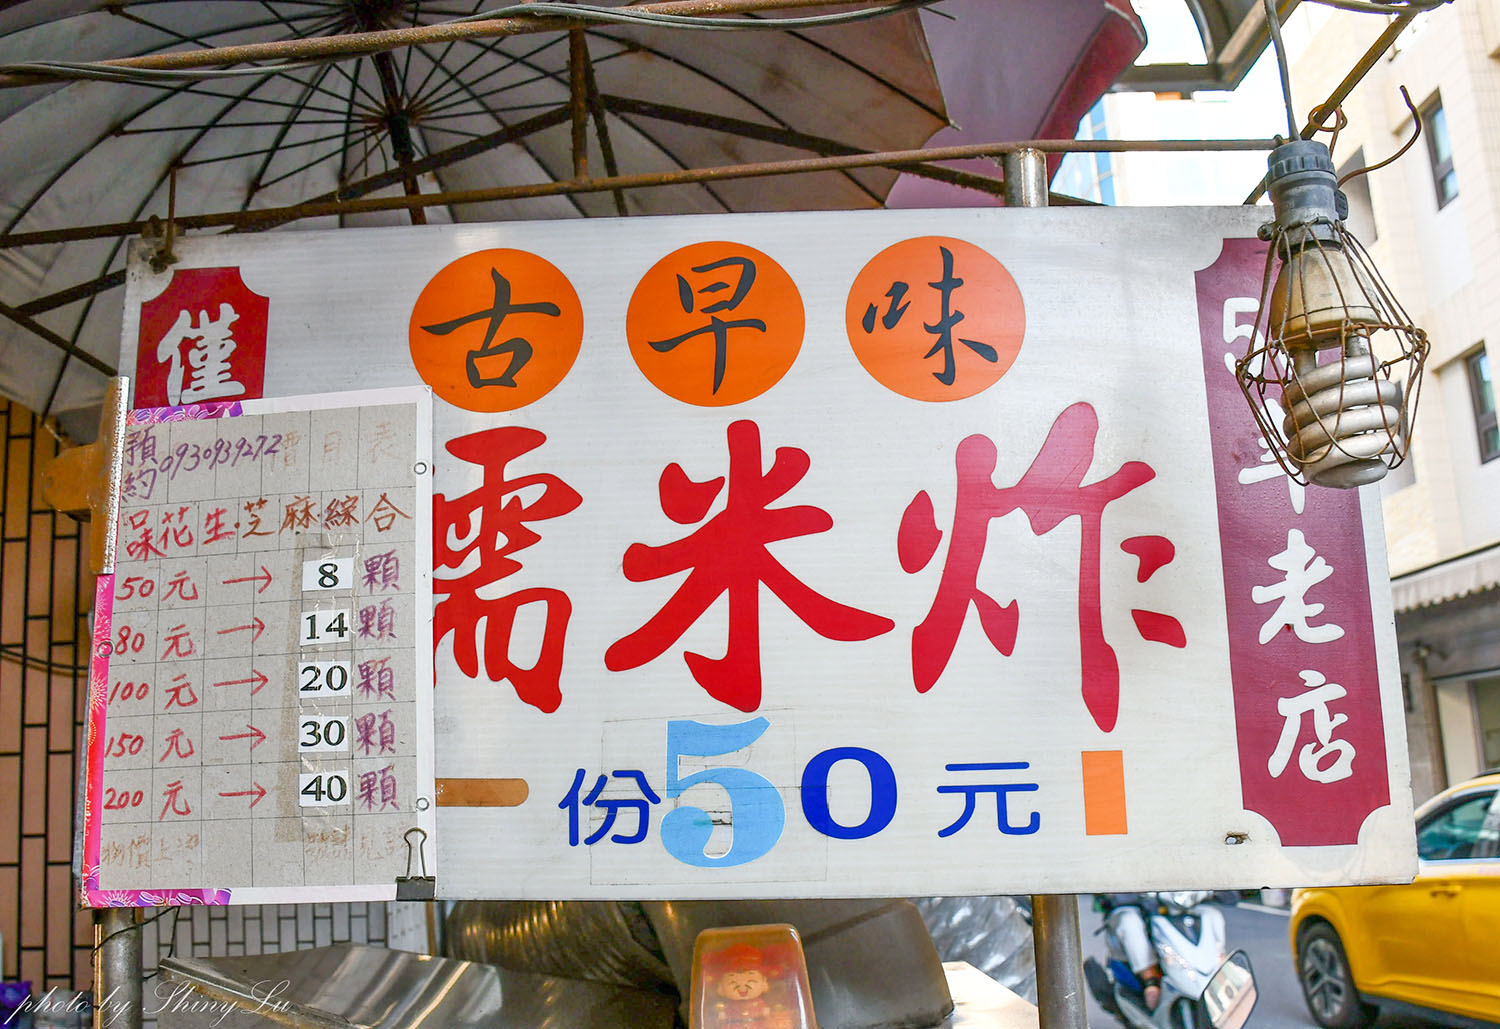 古早味
僅
糯米炸
一份50元
老店
預約0930939272
口味花生.芝麻綜合
50元→8顆
80元→14顆
100元→20顆
150元→30顆
200元→40顆
photo by Shiny Lu